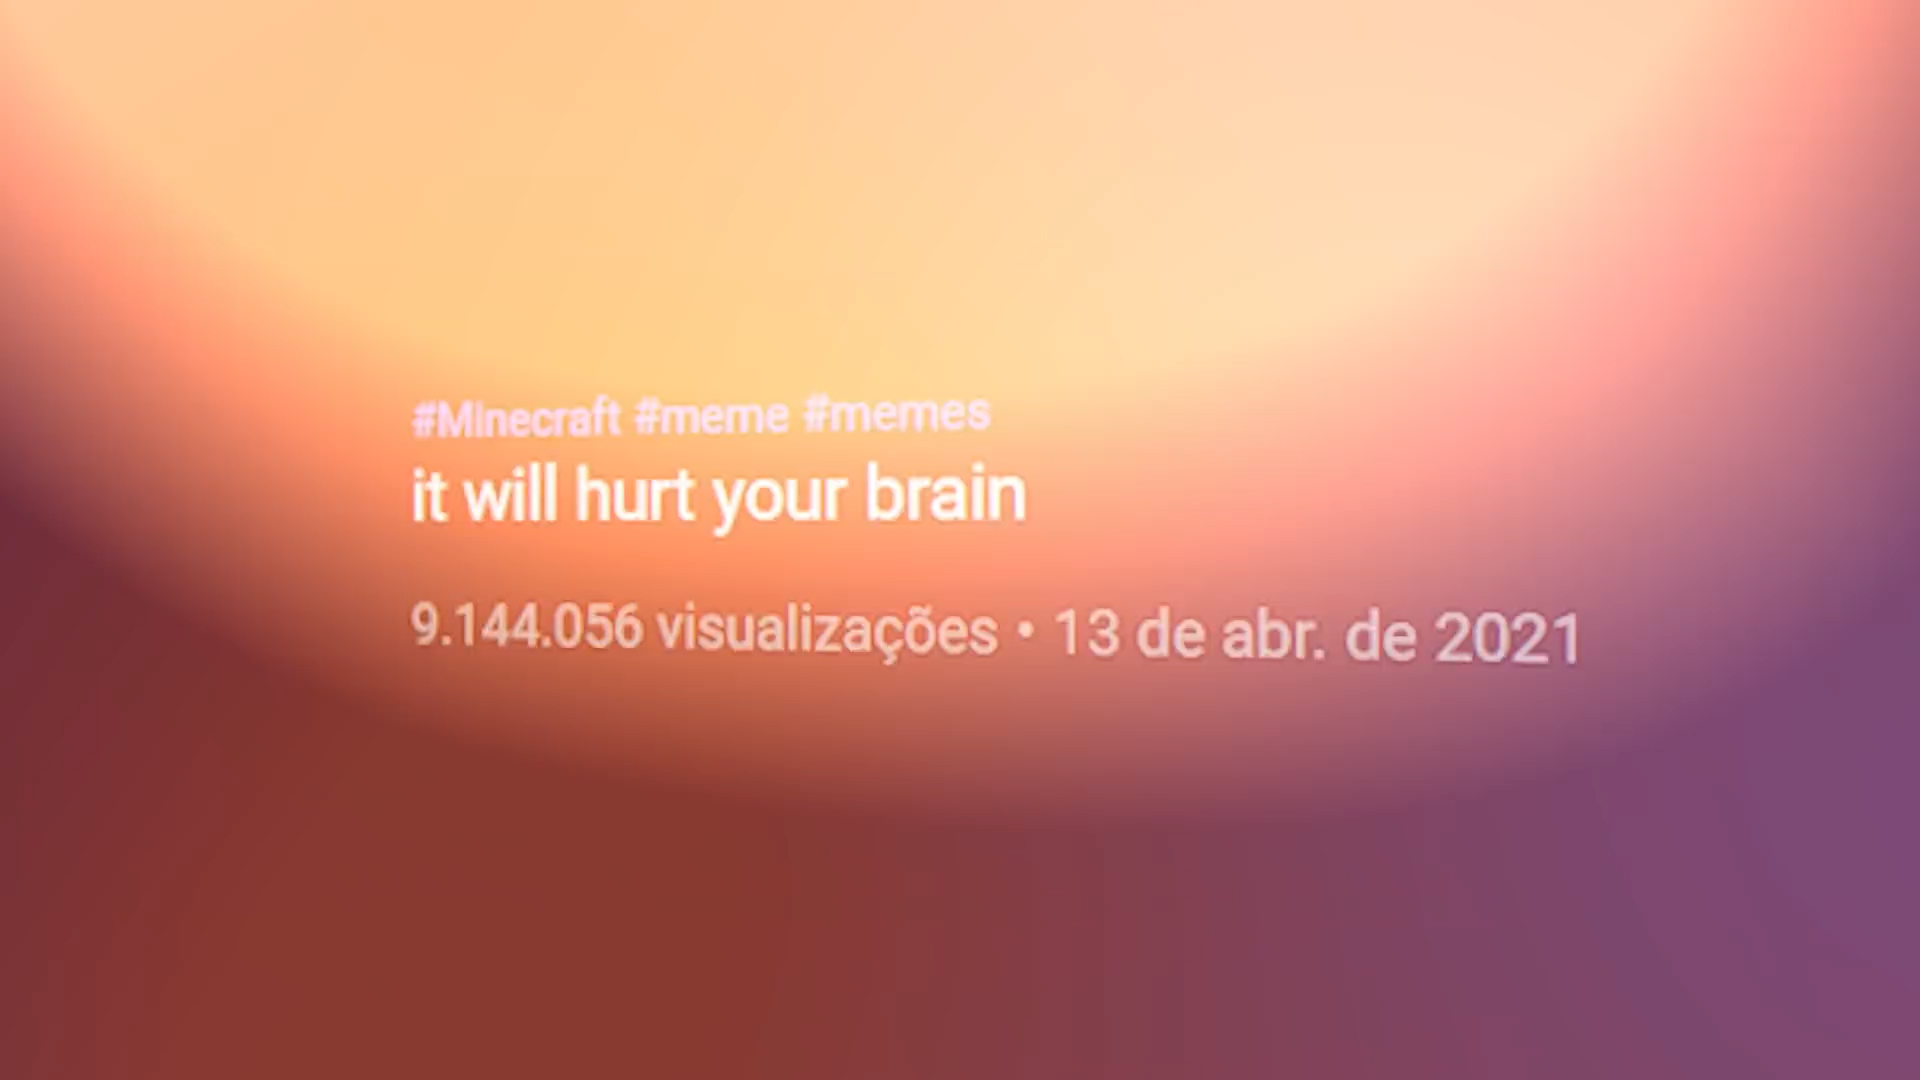 #Minecraft #meme #memes
it will hurt your brain
9.144.056 visualizações • 13 de abr. de 2021